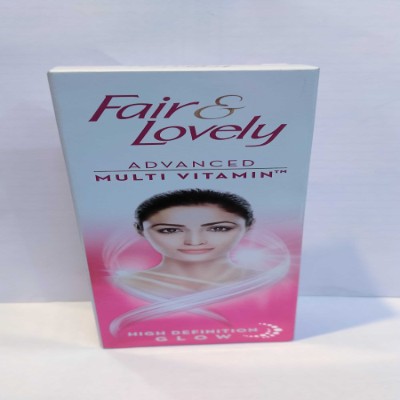 Fair &
Lovely
ADVANCED
MULTI VITAMIN™
HIGH DEFINITION
GLOW